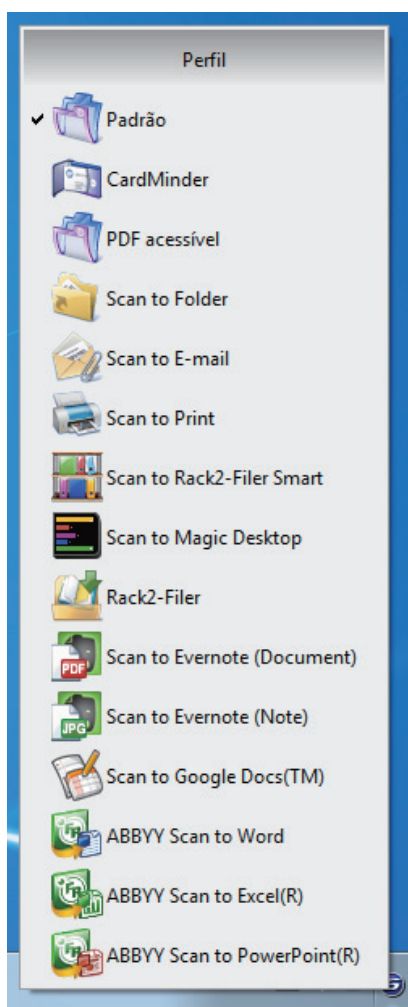 Perfil
Padrão
CardMinder
PDF acessível
Scan to Folder
Scan to E-mail
Scan to Print
Scan to Rack2-Filer Smart
Scan to Magic Desktop
Rack2-Filer
PDF
Scan to Evernote (Document)
JPG
Scan to Evernote (Note)
Scan to Google Docs(TM)
ABBYY Scan to Word
ABBYY Scan to Excel(R)
ABBYY Scan to PowerPoint(R)